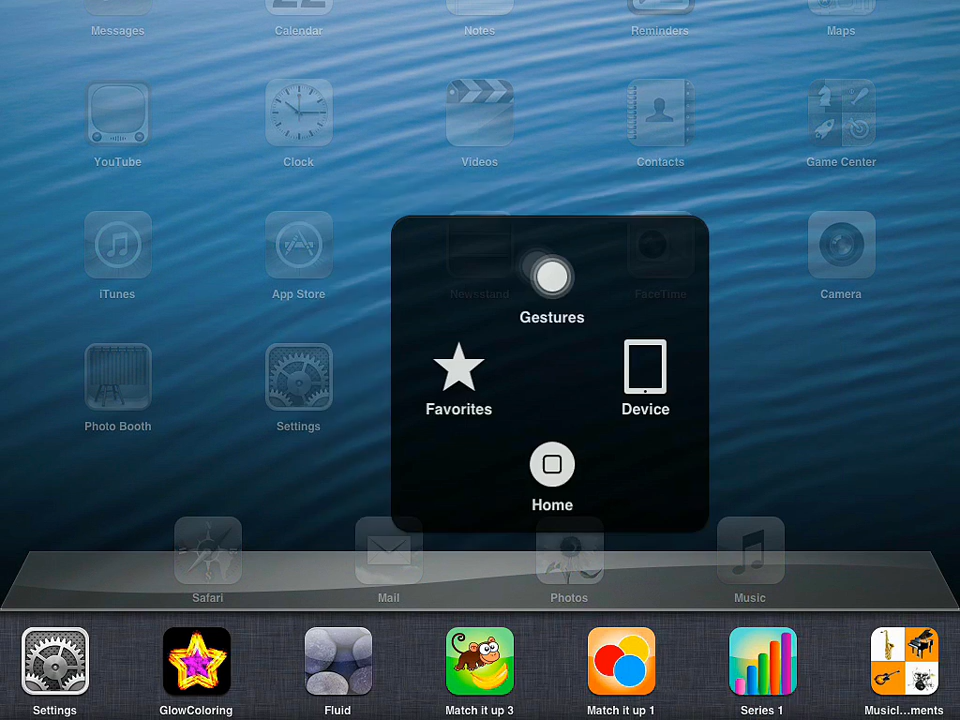 Messages
Calendar
Notes
Reminders
Maps
YouTube
Clock
Videos
Contacts
Game Center
iTunes
App Store
Newsstand
FaceTime
Camera
Gestures
Favorites
Device
Photo Booth
Settings
Home
Safari
Mail
Photos
Music
Settings
GlowColoring
Fluid
Match it up 3
Match it up 1
Series 1
MusicI...ments